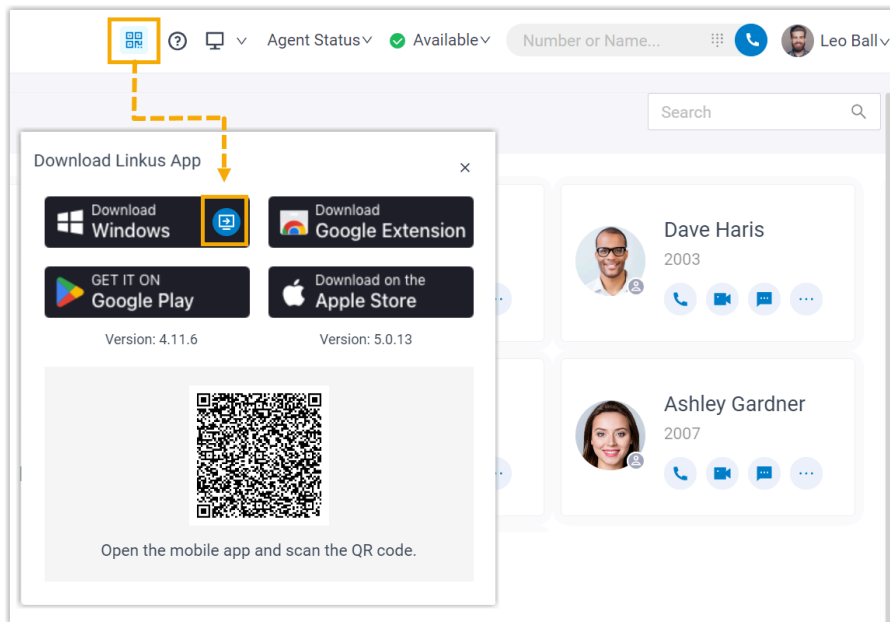 Agent Status
Available
Number or Name...
Leo Ball
Search
Download Linkus App
Download
Windows
Download
Google Extension
GET IT ON
Google Play
Download on the
Apple Store
Version: 4.11.6
Version: 5.0.13
Open the mobile app and scan the QR code.
Dave Haris
2003
Ashley Gardner
2007